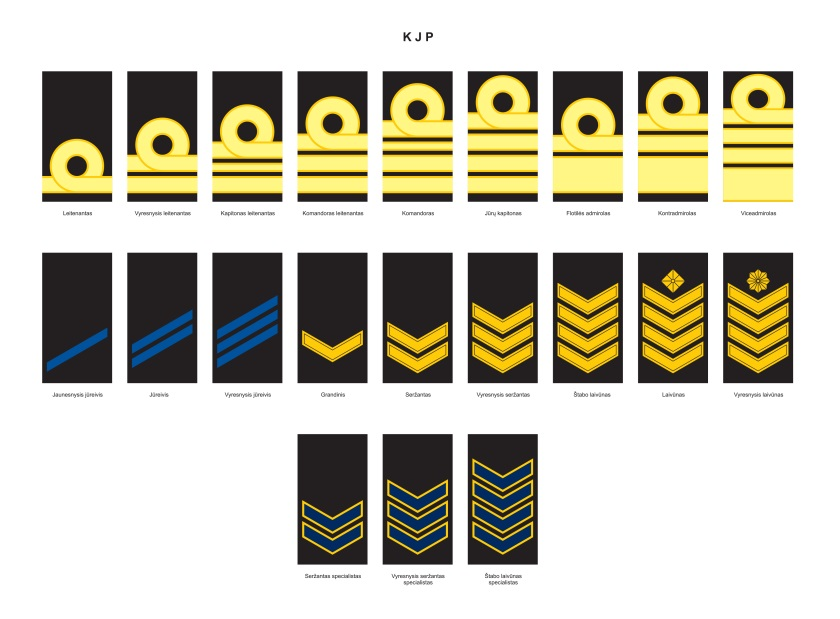 KJP
Leitenantas
Vyresnysis leitenantas
Kapitonas leitenantas
Komandoras leitenantas
Komandoras
Jūrų kapitonas
Flotilės admirolas
Kontradmirolas
Viceadmirolas
Jaunesnysis jūreivis
Jūreivis
Vyresnysis jūreivis
Grandinis
Seržantas
Vyresnysis seržantas
Štabo laivūnas
Laivūnas
Vyresnysis laivūnas
Seržantas specialistas
Vyresnysis seržantas
specialistas
Štabo laivūnas
specialistas